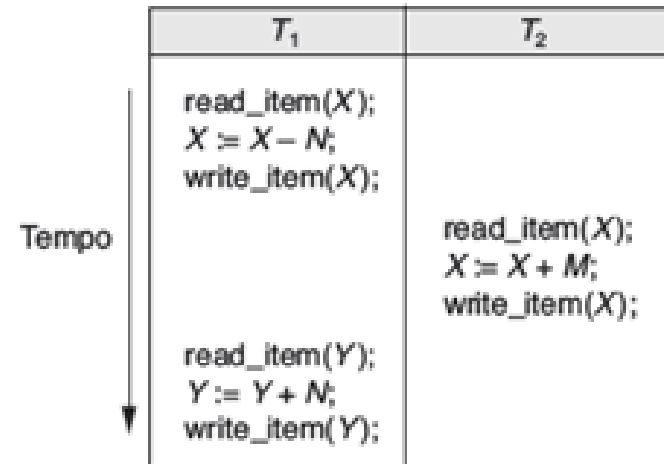 T₁ T₂
read_item(X);
X := X – N;
write_item(X);
Tempo
read_item(X);
X := X + M;
write_item(X);
read_item(Y);
Y := Y + N;
write_item(Y);